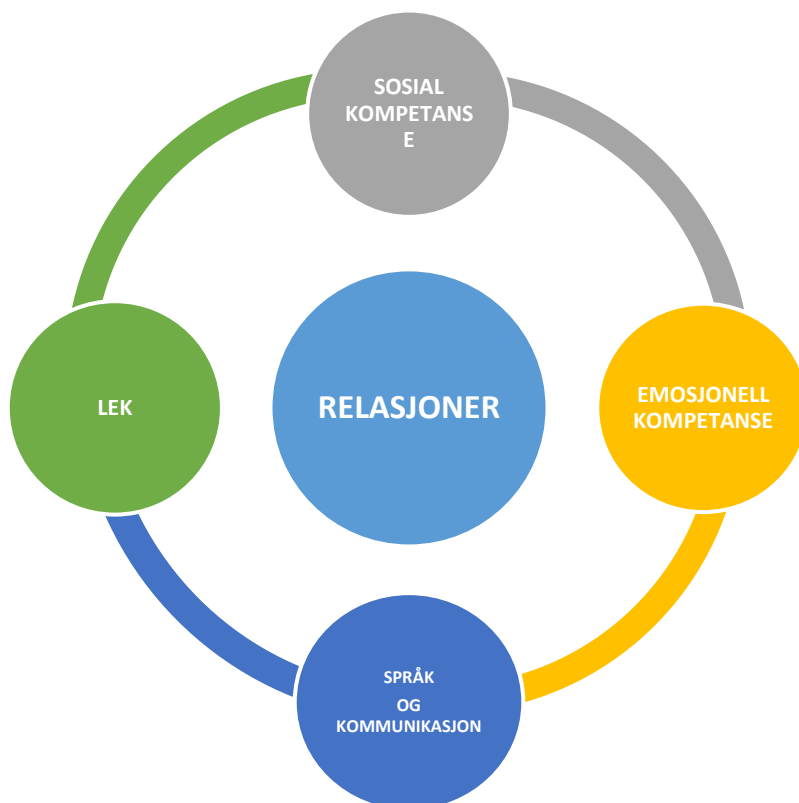 SOSIAL
KOMPETANS
E
LEK
RELASJONER
EMOSJONELL
KOMPETANSE
SPRÅK
OG
KOMMUNIKASJON